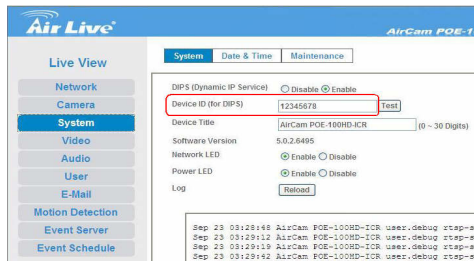 Air Live®
AirCam POE-1
Live View
System Date & Time Maintenance
Network
Camera
System
Video
Audio
User
E-Mail
Motion Detection
Event Server
Event Schedule
DIPS (Dynamic IP Service) Disable Enable
Device ID (for DIPS) 12345678 Test
Device Title AirCam POE-100HD-ICR (0 ~ 30 Digits)
Software Version 5.0.2.6495
Network LED Enable Disable
Power LED Enable Disable
Log Reload
Sep 23 03:28:48 AirCam POE-100HD-ICR user.debug rtsp-s
Sep 23 03:29:12 AirCam POE-100HD-ICR user.debug rtsp-s
Sep 23 03:29:19 AirCam POE-100HD-ICR user.debug rtsp-s
Sep 23 03:29:42 AirCam POE-100HD-ICR user.debug rtsp-s